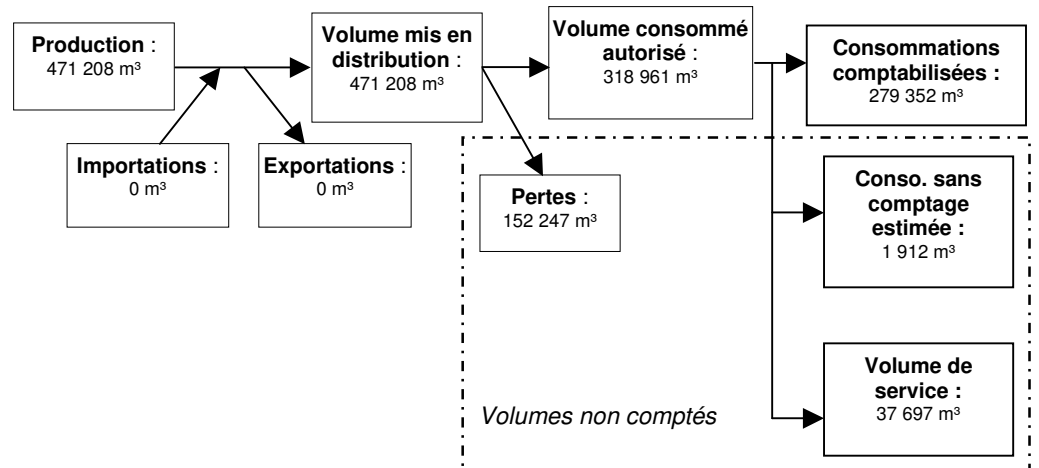 Production :
471 208 m³
Volume mis en
distribution :
471 208 m³
Volume consommé
autorisé :
318 961 m³
Consommations
comptabilisées :
279 352 m³
Importations :
0 m³
Exportations :
0 m³
Pertes :
152 247 m³
Conso. sans
comptage
estimée :
1 912 m³
Volume de
service :
37 697 m³
Volumes non comptés